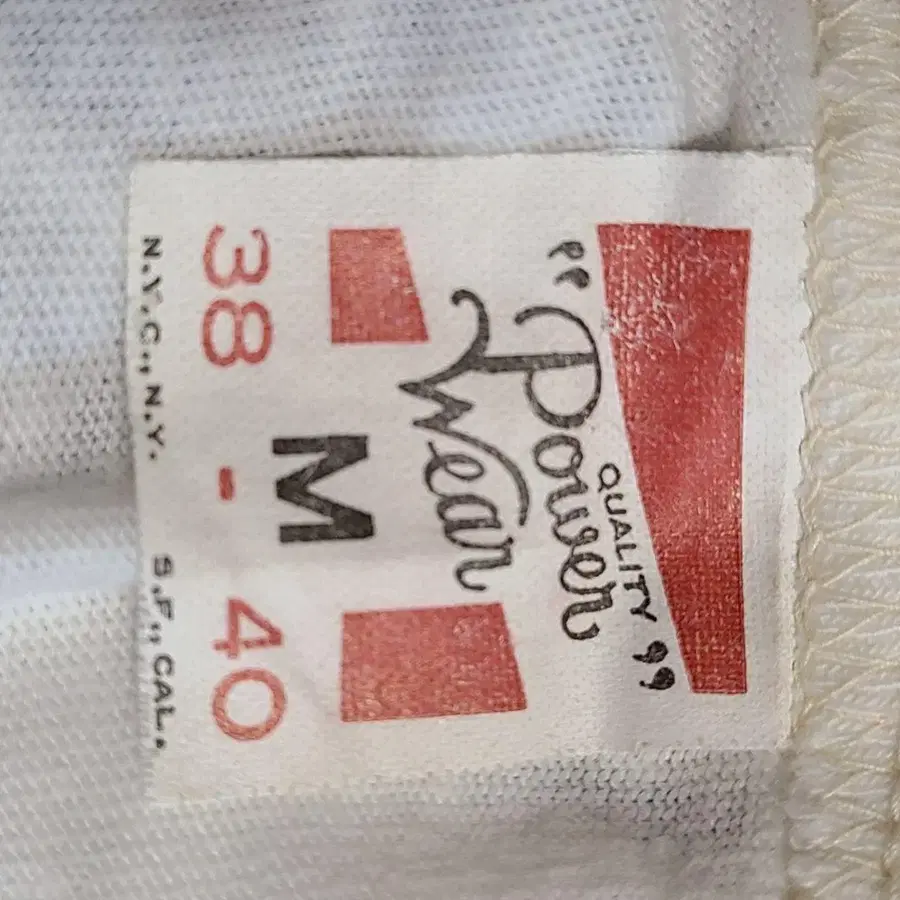 QUALITY
"Power
Wear"
M
38 - 40
N.Y.C., N.Y. S.F., CAL.